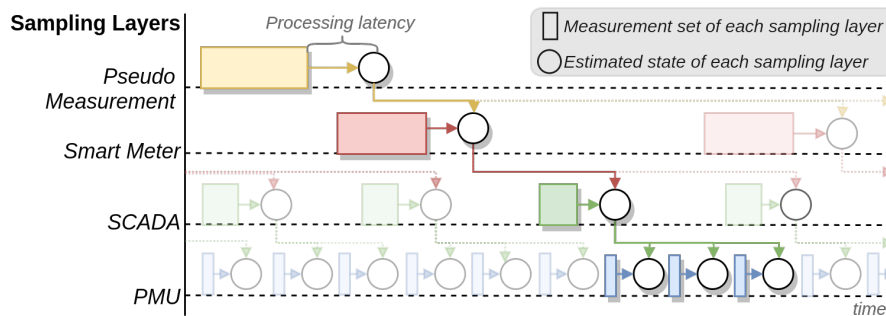 Sampling Layers
Processing latency
Measurement set of each sampling layer
Estimated state of each sampling layer
Pseudo
Measurement
Smart Meter
SCADA
PMU
time